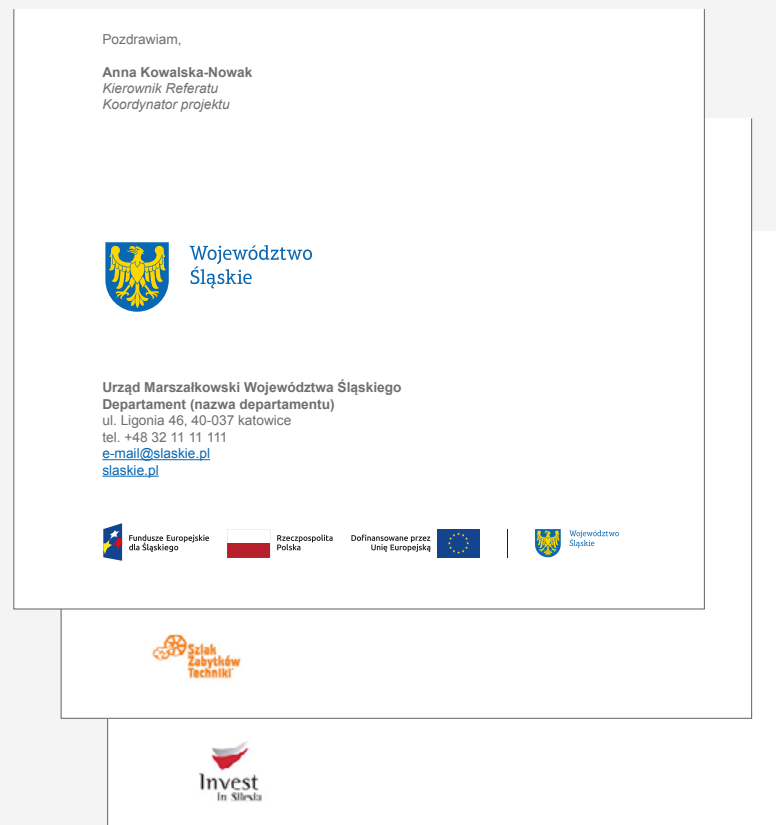 Pozdrawiam,
Anna Kowalska-Nowak
Kierownik Referatu
Koordynator projektu
Województwo
Śląskie
Urząd Marszałkowski Województwa Śląskiego
Departament (nazwa departamentu)
ul. Ligonia 46, 40-037 katowice
tel. +48 32 11 11 111
e-mail@slaskie.pl
slaskie.pl
Fundusze Europejskie
dla Śląskiego
Rzeczpospolita
Polska
Dofinansowane przez
Unię Europejską
Województwo
Śląskie
Szlak
Zabytków
Techniki
Invest
in Silesia